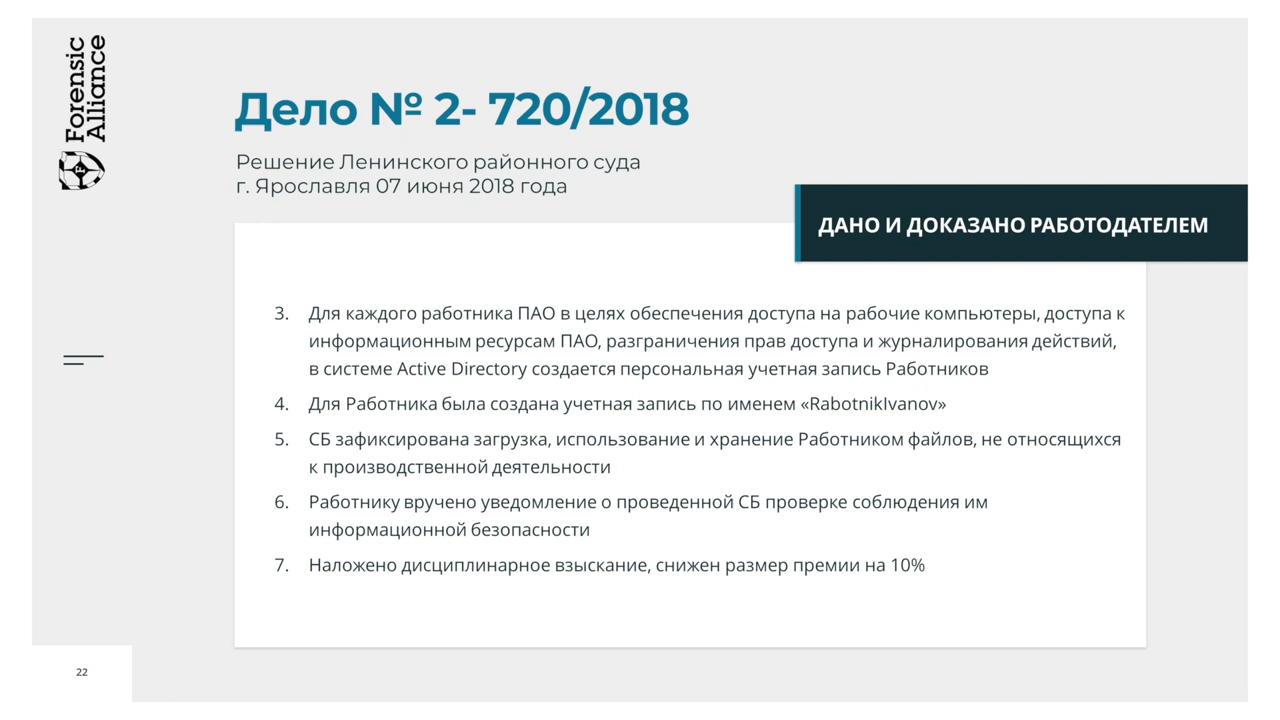 Forensic
Alliance
Дело № 2- 720/2018
Решение Ленинского районного суда
г. Ярославля 07 июня 2018 года
ДАНО И ДОКАЗАНО РАБОТОДАТЕЛЕМ
3. Для каждого работника ПАО в целях обеспечения доступа на рабочие компьютеры, доступа к
информационным ресурсам ПАО, разграничения прав доступа и журналирования действий,
в системе Active Directory создается персональная учетная запись Работников
4. Для Работника была создана учетная запись по именем «RabotnikIvanov»
5. СБ зафиксирована загрузка, использование и хранение Работником файлов, не относящихся
к производственной деятельности
6. Работнику вручено уведомление о проведенной СБ проверке соблюдения им
информационной безопасности
7. Наложено дисциплинарное взыскание, снижен размер премии на 10%
22